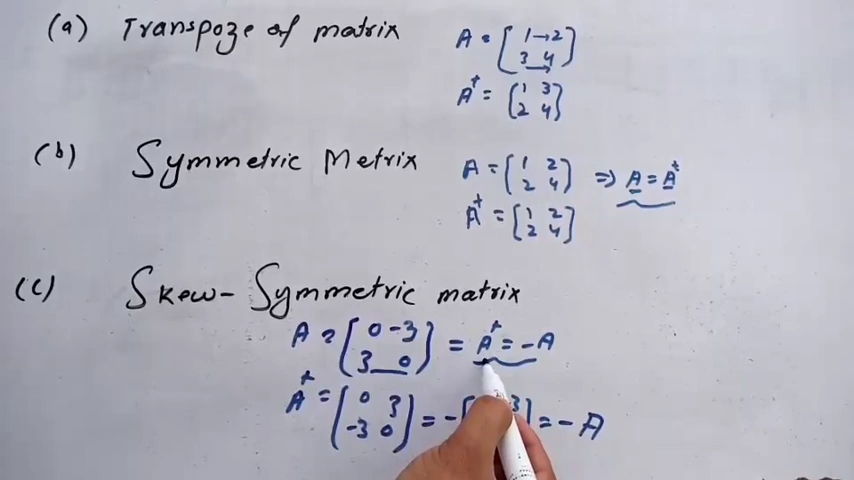 (a) Transpoze of matrix
A = [1→2
3 4]
Aᵗ = [1 3
2 4]
(b) Symmetric Metrix
A = [1 2
2 4] ⇒ A = Aᵗ
Aᵗ = [1 2
2 4]
(c) Skew-Symmetric matrix
A = [0 -3
3 0] = Aᵗ = -A
Aᵗ = [0 3
-3 0] = -[ 3] = -A